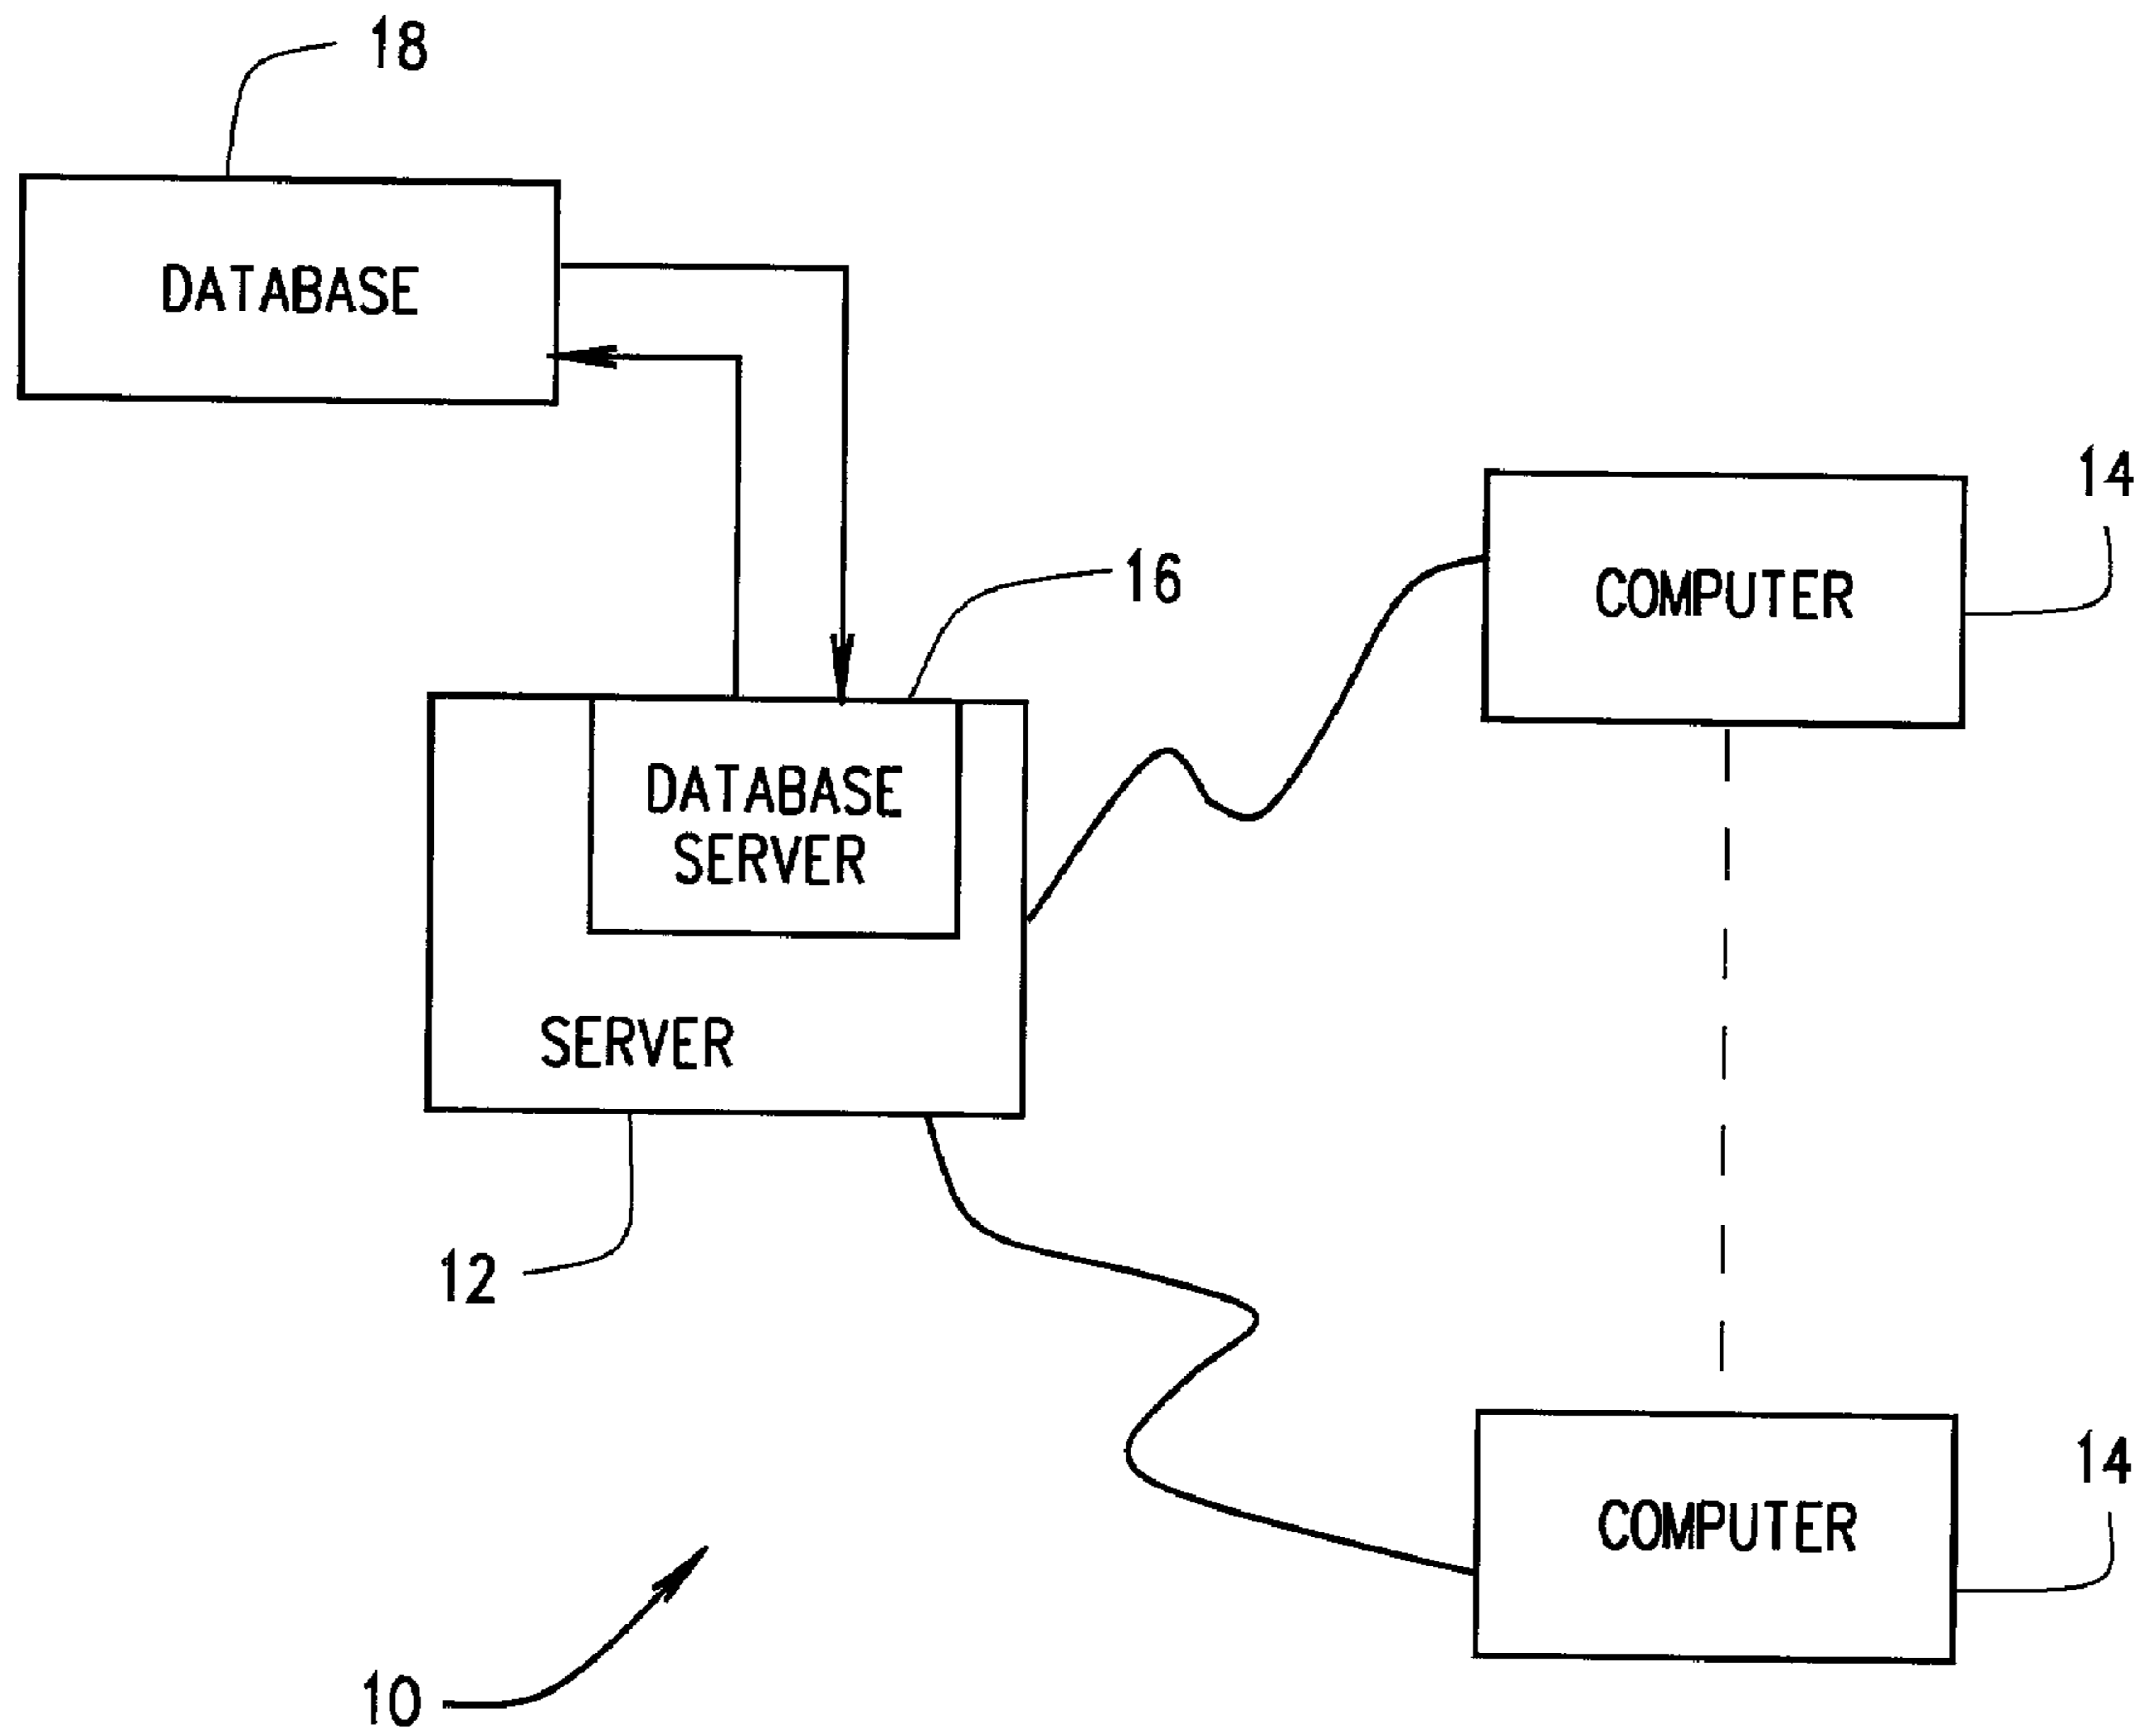 18
DATABASE
14
COMPUTER
16
DATABASE
SERVER
SERVER
12
14
COMPUTER
10